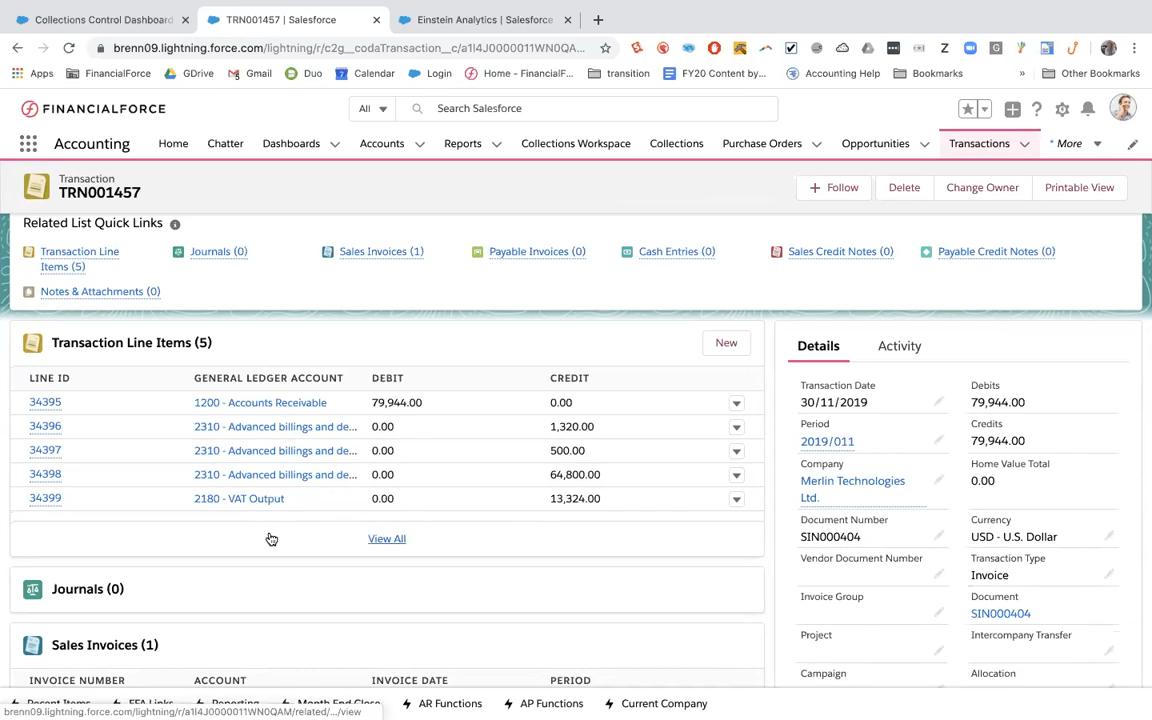 Collections Control Dashboard
TRN001457 | Salesforce
Einstein Analytics | Salesforce
brenn09.lightning.force.com/lightning/r/c2g__codaTransaction__c/a1I4J0000011WN0QA...
Apps
FinancialForce
GDrive
Gmail
Duo
Calendar
Login
Home - FinancialF...
transition
FY20 Content by...
Accounting Help
Bookmarks
»
Other Bookmarks
FINANCIALFORCE
All
Search Salesforce
Accounting
Home
Chatter
Dashboards
Accounts
Reports
Collections Workspace
Collections
Purchase Orders
Opportunities
Transactions
* More
Transaction
TRN001457
+ Follow
Delete
Change Owner
Printable View
Related List Quick Links
Transaction Line Items (5)
Journals (0)
Sales Invoices (1)
Payable Invoices (0)
Cash Entries (0)
Sales Credit Notes (0)
Payable Credit Notes (0)
Notes & Attachments (0)
Transaction Line Items (5)
New
LINE ID GENERAL LEDGER ACCOUNT DEBIT CREDIT
34395 1200 - Accounts Receivable 79,944.00 0.00
34396 2310 - Advanced billings and de... 0.00 1,320.00
34397 2310 - Advanced billings and de... 0.00 500.00
34398 2310 - Advanced billings and de... 0.00 64,800.00
34399 2180 - VAT Output 0.00 13,324.00
View All
Journals (0)
Sales Invoices (1)
INVOICE NUMBER ACCOUNT INVOICE DATE PERIOD
Details
Activity
Transaction Date
30/11/2019
Debits
79,944.00
Period
2019/011
Credits
79,944.00
Company
Merlin Technologies
Ltd.
Home Value Total
0.00
Document Number
SIN000404
Currency
USD - U.S. Dollar
Vendor Document Number
Transaction Type
Invoice
Invoice Group
Document
SIN000404
Project
Intercompany Transfer
Campaign
Allocation
Recent Items
FFA Links
Reporting
Month End Close
AR Functions
AP Functions
Current Company
brenn09.lightning.force.com/lightning/r/a1I4J0000011WN0QAM/related/.../view